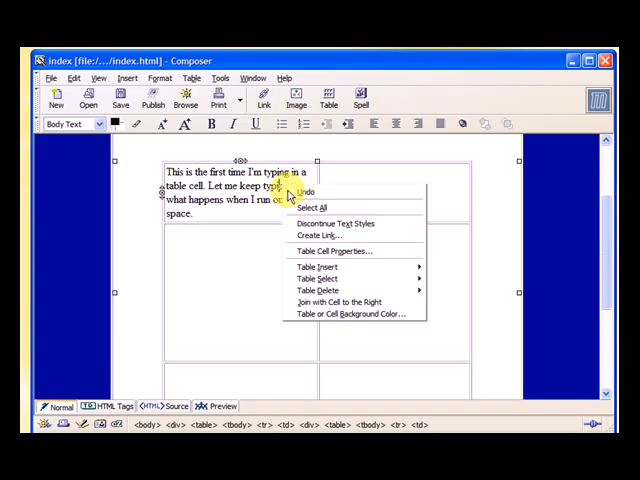 index [file:/.../index.html] - Composer
File Edit View Insert Format Table Tools Window Help
New Open Save Publish Browse Print Link Image Table Spell
Body Text A A B I U
This is the first time I'm typing in a
table cell. Let me keep typi
what happens when I run
space.
Undo
Select All
Discontinue Text Styles
Create Link...
Table Cell Properties...
Table Insert
Table Select
Table Delete
Join with Cell to the Right
Table or Cell Background Color...
Normal HTML Tags <HTML> Source Preview
<body> <div> <table> <tbody> <tr> <td> <div> <table> <tbody> <tr> <td>